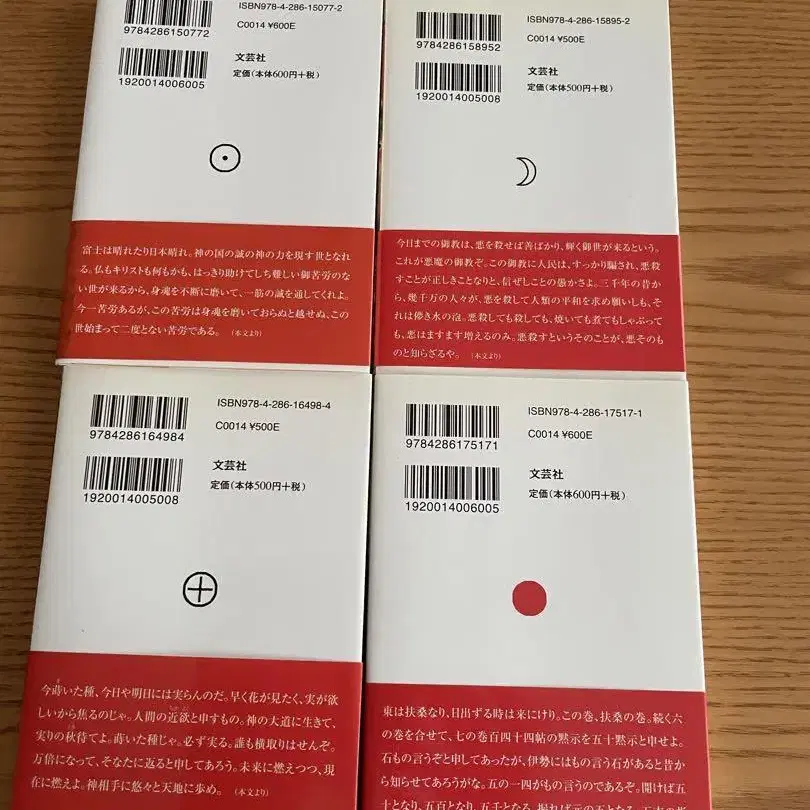 ISBN978-4-286-15077-2
9784286150772
C0014 ¥600E
文芸社
定価(本体600円+税)
1920014006005
富士は晴れたり日本晴れ。神の国の誠の神の力を現す世となれ
る。仏もキリストも何もかも、はっきり助けてしち難しい御苦労のな
い世が来るから、身魂を不断に磨いて、一筋の誠を通してくれよ。
今一苦労あるが、この苦労は身魂を磨いておらぬと越せぬ、この
世始まって二度とない苦労である。 (本文より)
ISBN978-4-286-15895-2
9784286158952
C0014 ¥500E
文芸社
定価(本体500円+税)
1920014005008
今日までの御教は、悪を殺せば善ばかり、輝く御世が来るという。
これが悪魔の御教ぞ。この御教に人民は、すっかり騙され、悪殺
すことが正しきことなりと、信ぜしことの愚かさよ。三千年の昔か
ら、幾千万の人々が、悪を殺して人類の平和を求め願いしも、そ
れは儚き水の泡。悪殺しても殺しても、焼いても煮てもしゃぶって
も、悪はますます増えるのみ。悪殺すというそのことが、悪そのも
のと知らざるや。 (本文より)
ISBN978-4-286-16498-4
9784286164984
C0014 ¥500E
文芸社
定価(本体500円+税)
1920014005008
今蒔いた種、今日や明日には実らんのだ。早く花が見たく、実が欲
しいから焦るのじゃ。人間の近欲と申すもの。神の大道に生きて、
実りの秋待てよ。蒔いた種じゃ。必ず実る。誰も横取りはせんぞ。
万倍になって、そなたに返ると申してあろう。未来に燃えつつ、現
在に燃えよ。神相手に悠々と天地に歩め。 (本文より)
ISBN978-4-286-17517-1
9784286175171
C0014 ¥600E
文芸社
定価(本体600円+税)
1920014006005
東は扶桑なり、日出ずる時は来にけり。この巻、扶桑の巻。続く六
の巻を合せて、七の巻百四十四帖の黙示を五十黙示と申せよ。
石もの言うぞと申してあったが、伊勢にはもの言う石があると昔か
ら知らせてあろうがな。五の一四がもの言うのであるぞ。開けば五
十となり、五百となり、五千となる。握れば元の五となる、